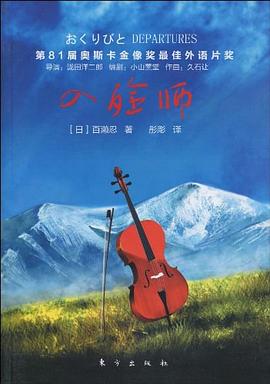 おくりびと DEPARTURES
第81届奥斯卡金像奖最佳外语片奖
导演：泷田洋二郎 编剧：小山薰堂 作曲：久石让
入殓师
［日］百濑忍 著 彤彫 译
东方出版社